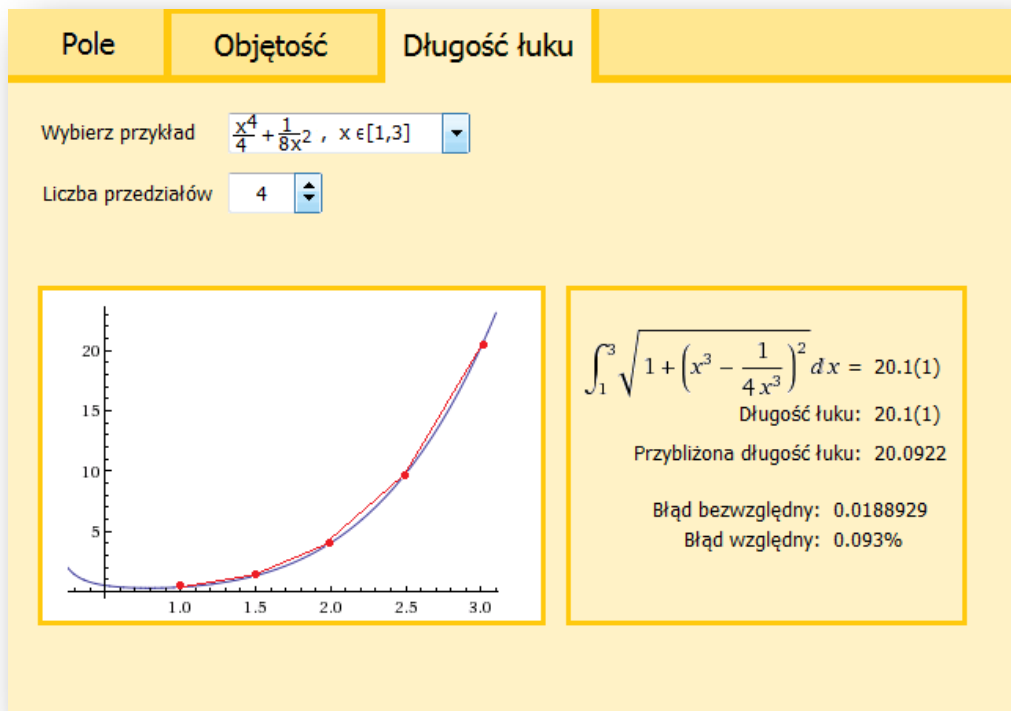 Pole Objętość Długość łuku
Wybierz przykład x⁴/4 + 1/8x² , x ϵ[1,3]
Liczba przedziałów 4
20
15
10
5
1.0 1.5 2.0 2.5 3.0
∫₁³ √(1 + (x³ − 1/(4x³))²) dx = 20.1(1)
Długość łuku: 20.1(1)
Przybliżona długość łuku: 20.0922
Błąd bezwzględny: 0.0188929
Błąd względny: 0.093%